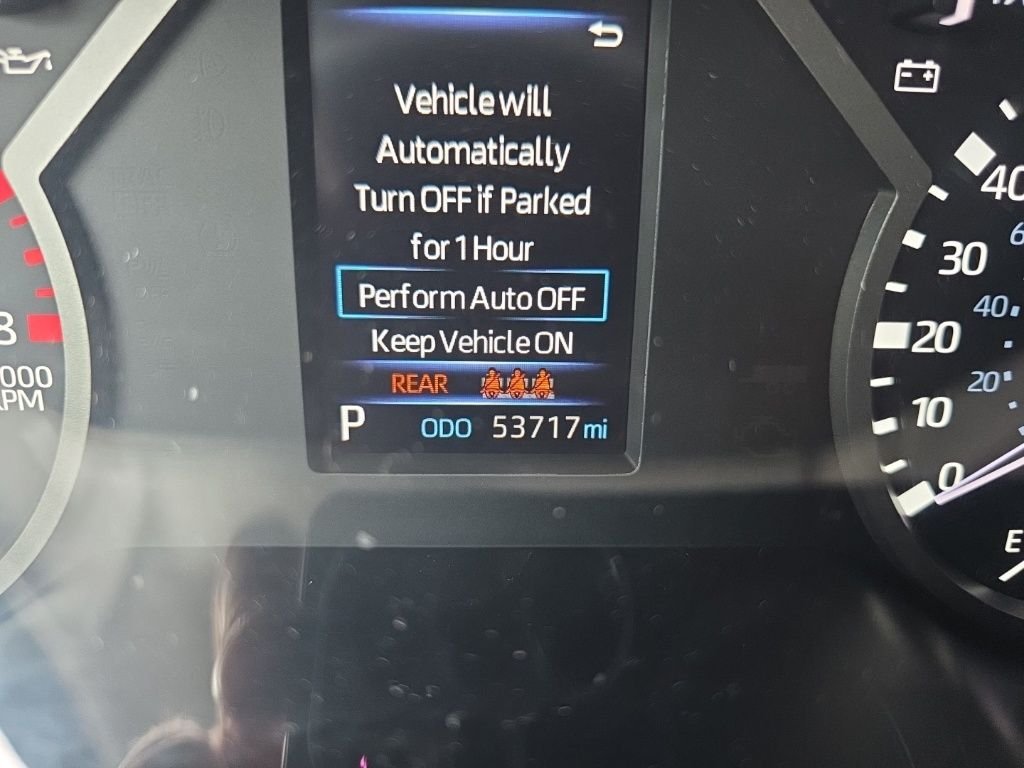 Vehicle will
Automatically
Turn OFF if Parked
for 1 Hour
Perform Auto OFF
Keep Vehicle ON
REAR
P ODO 53717 mi
8
40
30
40
20
20
10
0
E